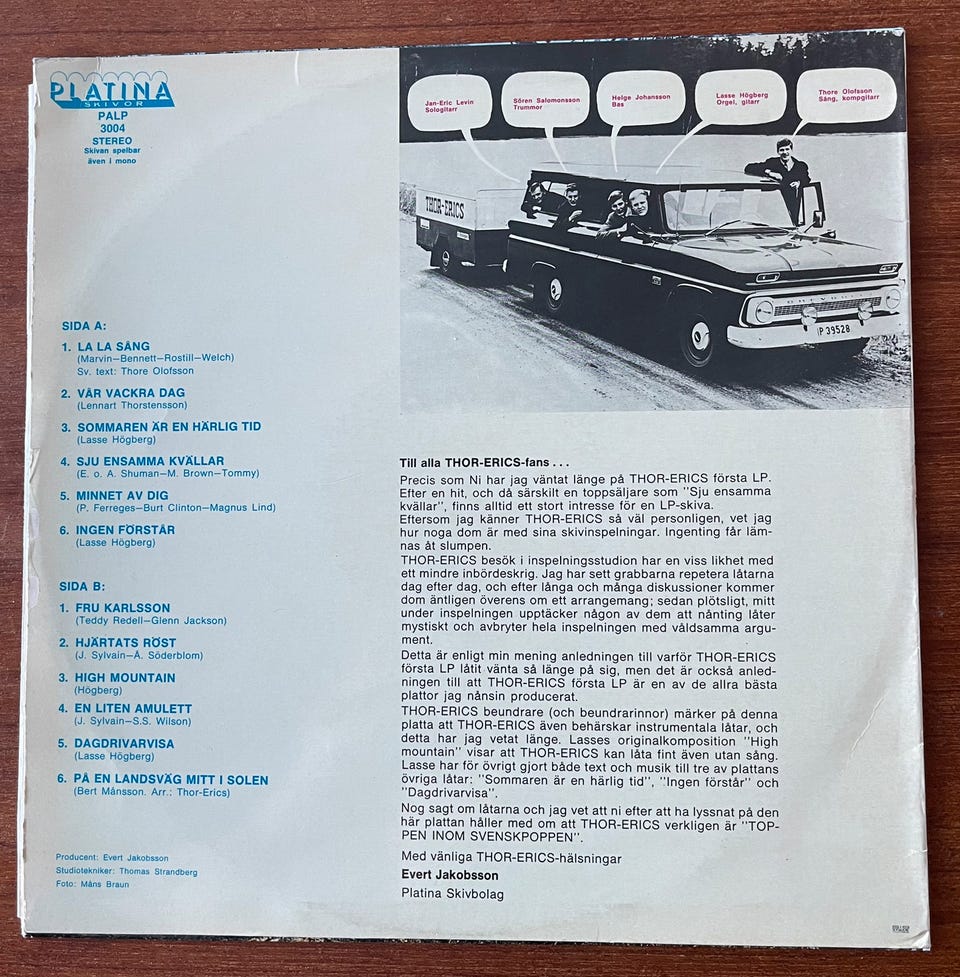 PLATINA
SKIVOR
PALP
3004
STEREO
Skivan spelbar
även i mono
Jan-Eric Levin
Sologitarr
Sören Salomonsson
Trummor
Helge Johansson
Bas
Lasse Högberg
Orgel, gitarr
Thore Olofsson
Sång, kompgitarr
THOR-ERICS
CHEVROLET
P 39528
SIDA A:
1. LA LA SÅNG
(Marvin—Bennett—Rostill—Welch)
Sv. text: Thore Olofsson
2. VÅR VACKRA DAG
(Lennart Thorstensson)
3. SOMMAREN ÄR EN HÄRLIG TID
(Lasse Högberg)
4. SJU ENSAMMA KVÄLLAR
(E. o. A. Shuman—M. Brown—Tommy)
5. MINNET AV DIG
(P. Ferreges—Burt Clinton—Magnus Lind)
6. INGEN FÖRSTÅR
(Lasse Högberg)
SIDA B:
1. FRU KARLSSON
(Teddy Redell—Glenn Jackson)
2. HJÄRTATS RÖST
(J. Sylvain—Å. Söderblom)
3. HIGH MOUNTAIN
(Högberg)
4. EN LITEN AMULETT
(J. Sylvain—S.S. Wilson)
5. DAGDRIVARVISA
(Lasse Högberg)
6. PÅ EN LANDSVÄG MITT I SOLEN
(Bert Månsson. Arr.: Thor-Erics)
Producent: Evert Jakobsson
Studiotekniker: Thomas Strandberg
Foto: Måns Braun
Till alla THOR-ERICS-fans . . .
Precis som Ni har jag väntat länge på THOR-ERICS första LP.
Efter en hit, och då särskilt en toppsäljare som "Sju ensamma
kvällar", finns alltid ett stort intresse för en LP-skiva.
Eftersom jag känner THOR-ERICS så väl personligen, vet jag
hur noga dom är med sina skivinspelningar. Ingenting får läm-
nas åt slumpen.
THOR-ERICS besök i inspelningsstudion har en viss likhet med
ett mindre inbördeskrig. Jag har sett grabbarna repetera låtarna
dag efter dag, och efter långa och många diskussioner kommer
dom äntligen överens om ett arrangemang; sedan plötsligt, mitt
under inspelningen upptäcker någon av dem att nånting låter
mystiskt och avbryter hela inspelningen med våldsamma argu-
ment.
Detta är enligt min mening anledningen till varför THOR-ERICS
första LP låtit vänta så länge på sig, men det är också anled-
ningen till att THOR-ERICS första LP är en av de allra bästa
plattor jag nånsin producerat.
THOR-ERICS beundrare (och beundrarinnor) märker på denna
platta att THOR-ERICS även behärskar instrumentala låtar, och
detta har jag vetat länge. Lasses originalkomposition "High
mountain" visar att THOR-ERICS kan låta fint även utan sång.
Lasse har för övrigt gjort både text och musik till tre av plattans
övriga låtar: "Sommaren är en härlig tid", "Ingen förstår" och
"Dagdrivarvisa".
Nog sagt om låtarna och jag vet att ni efter att ha lyssnat på den
här plattan håller med om att THOR-ERICS verkligen är "TOP-
PEN INOM SVENSKPOPPEN".
Med vänliga THOR-ERICS-hälsningar
Evert Jakobsson
Platina Skivbolag